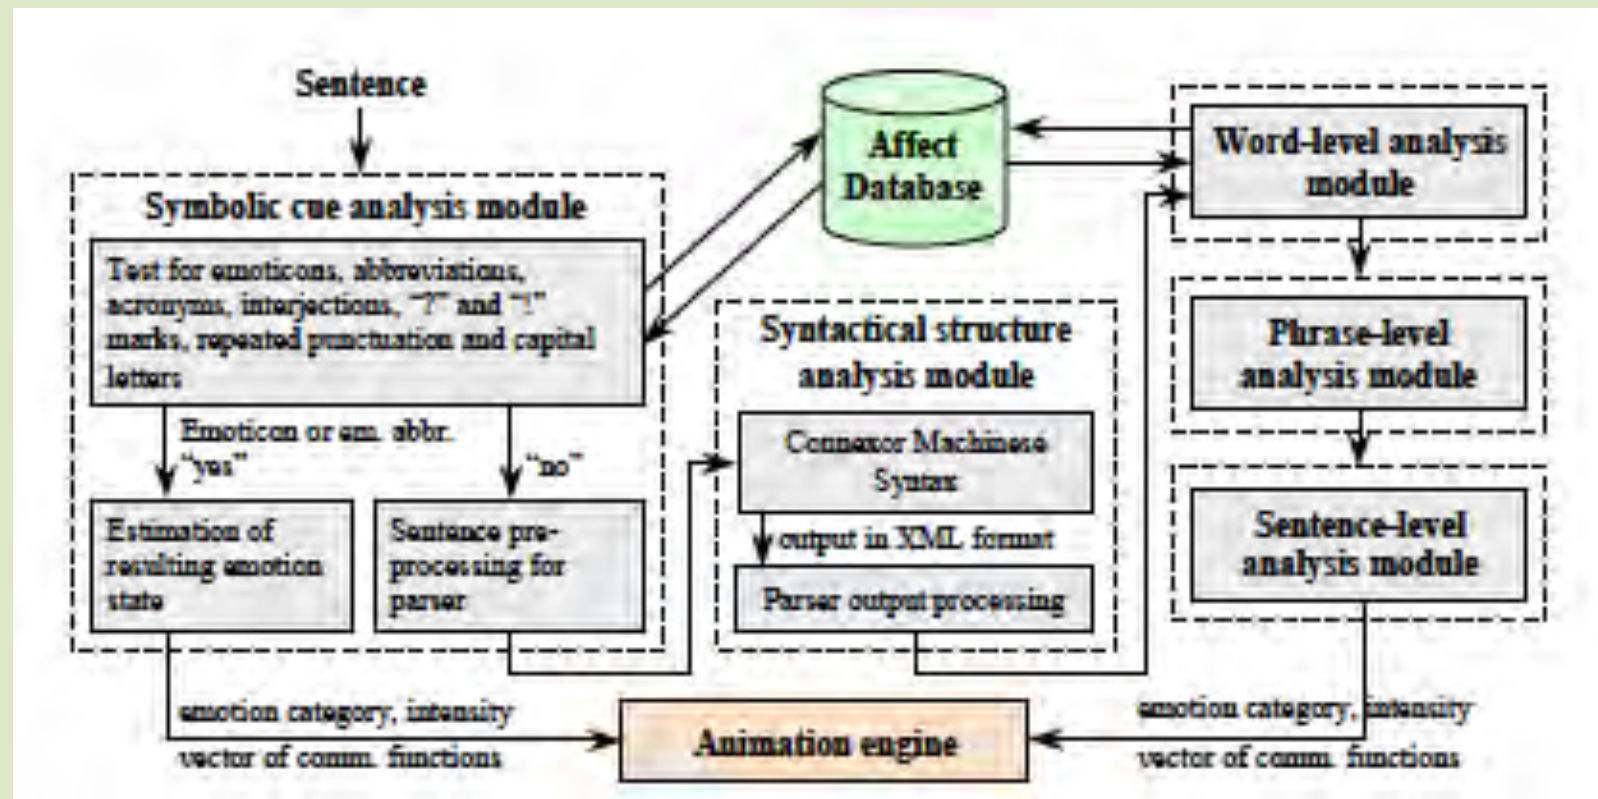 Sentence
Symbolic cue analysis module
Test for emoticons, abbreviations,
acronyms, interjections, “?” and “!”
marks, repeated punctuation and capital
letters
Emoticon or em. abbr.
“yes”
“no”
Estimation of
resulting emotion
state
Sentence pre-
processing for
parser
Affect
Database
Syntactical structure
analysis module
Connexor Machinese
Syntax
output in XML format
Parser output processing
Word-level analysis
module
Phrase-level
analysis module
Sentence-level
analysis module
emotion category, intensity
vector of comm. functions
Animation engine
emotion category, intensity
vector of comm. functions